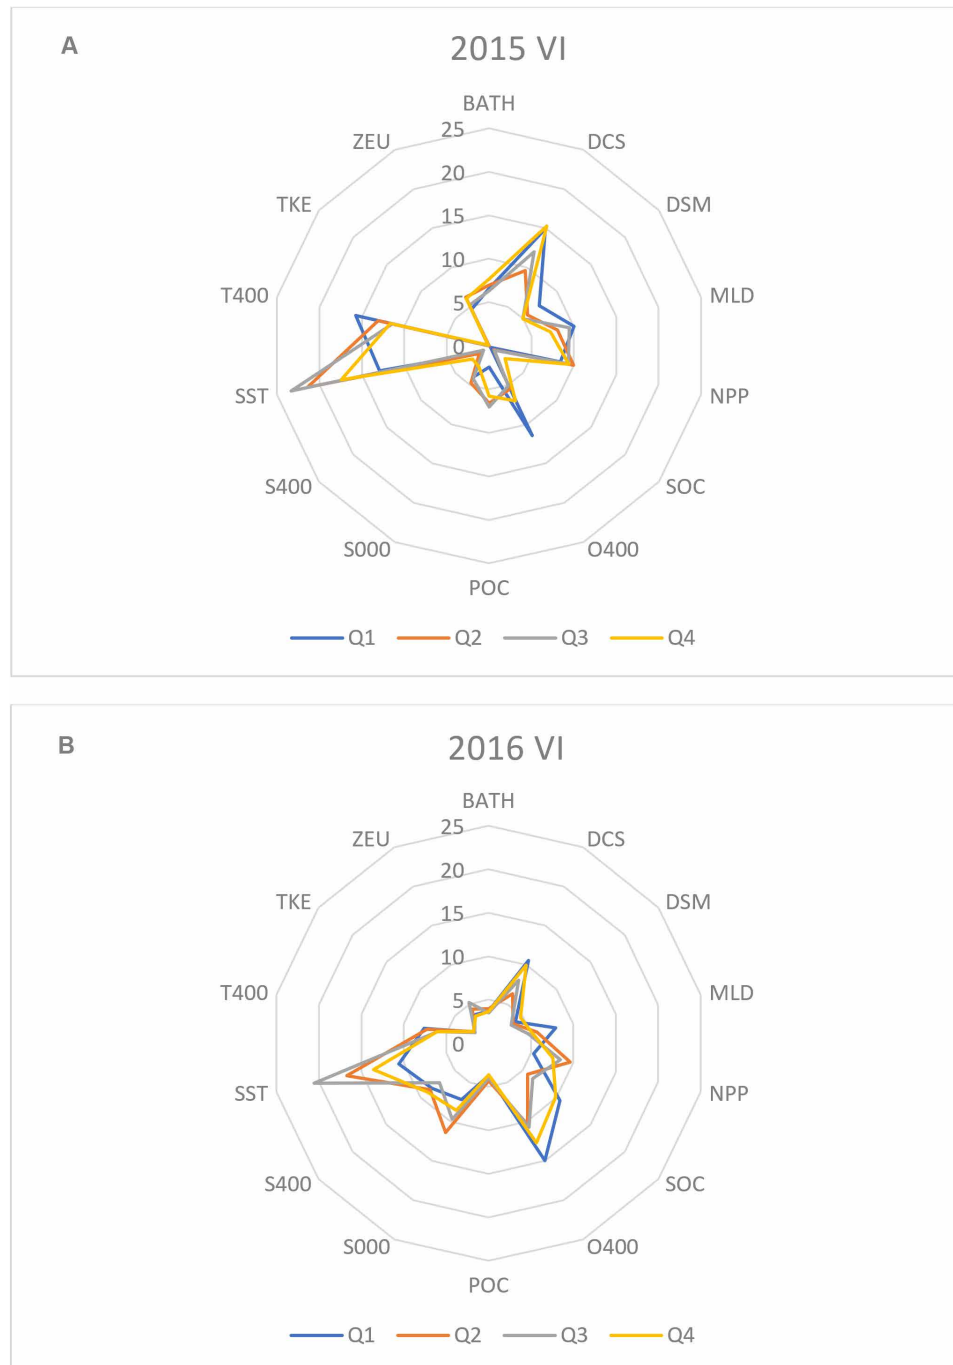 A
2015 VI
BATH
ZEU
DCS
25
TKE
20
DSM
15
10
T400
5
MLD
0
SST
NPP
S400
SOC
S000
O400
POC
Q1
Q2
Q3
Q4
B
2016 VI
BATH
ZEU
DCS
25
TKE
20
DSM
15
10
T400
5
MLD
0
SST
NPP
S400
SOC
S000
O400
POC
Q1
Q2
Q3
Q4